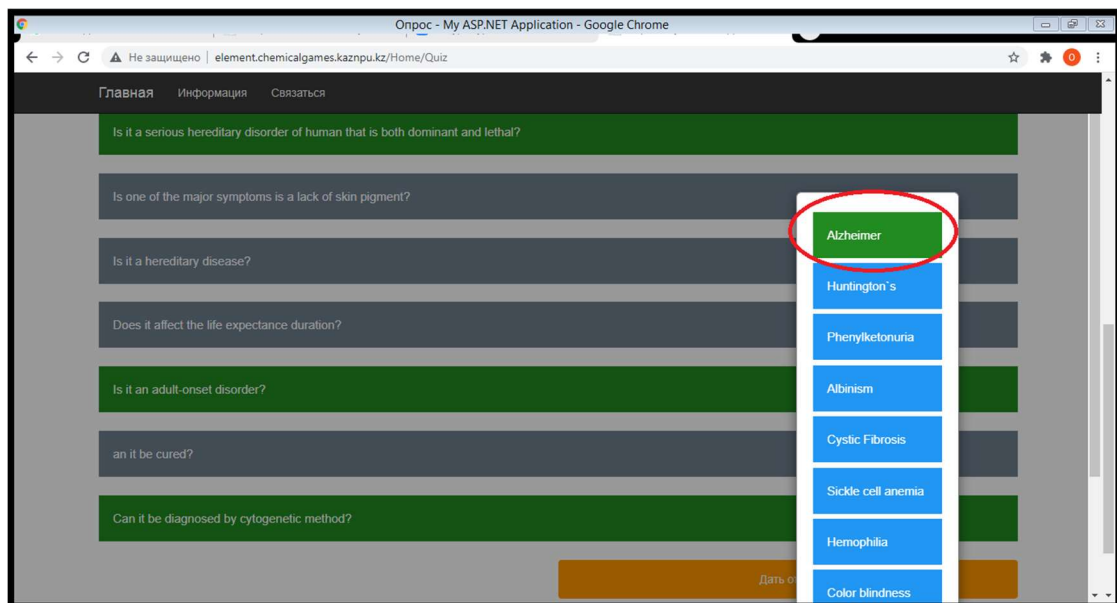 Опрос - My ASP.NET Application - Google Chrome
Не защищено | element.chemicalgames.kaznpu.kz/Home/Quiz
О
Главная Информация Связаться
Is it a serious hereditary disorder of human that is both dominant and lethal?
Is one of the major symptoms is a lack of skin pigment?
Is it a hereditary disease?
Does it affect the life expectance duration?
Is it an adult-onset disorder?
an it be cured?
Can it be diagnosed by cytogenetic method?
Дать
Alzheimer
Huntington`s
Phenylketonuria
Albinism
Cystic Fibrosis
Sickle cell anemia
Hemophilia
Color blindness